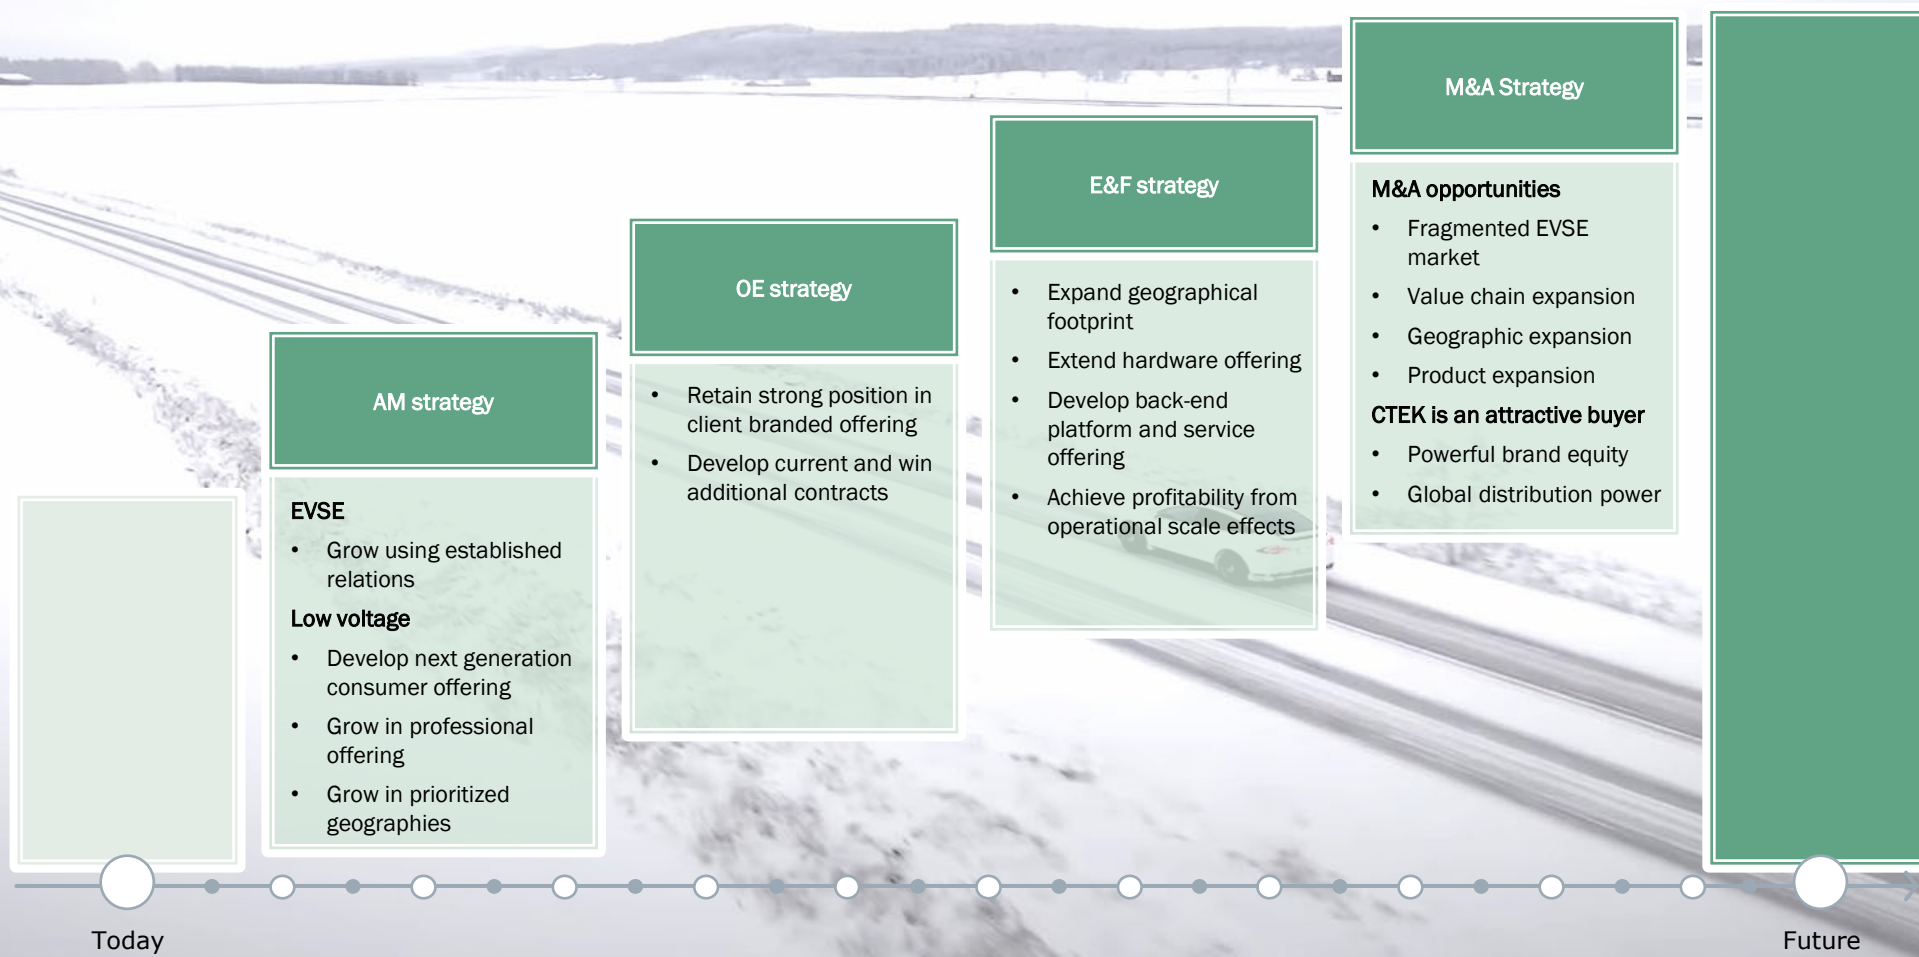 M&A Strategy
M&A opportunities
• Fragmented EVSE
market
• Value chain expansion
• Geographic expansion
• Product expansion
CTEK is an attractive buyer
• Powerful brand equity
• Global distribution power
E&F strategy
• Expand geographical
footprint
• Extend hardware offering
• Develop back-end
platform and service
offering
• Achieve profitability from
operational scale effects
OE strategy
• Retain strong position in
client branded offering
• Develop current and win
additional contracts
AM strategy
EVSE
• Grow using established
relations
Low voltage
• Develop next generation
consumer offering
• Grow in professional
offering
• Grow in prioritized
geographies
Today
Future